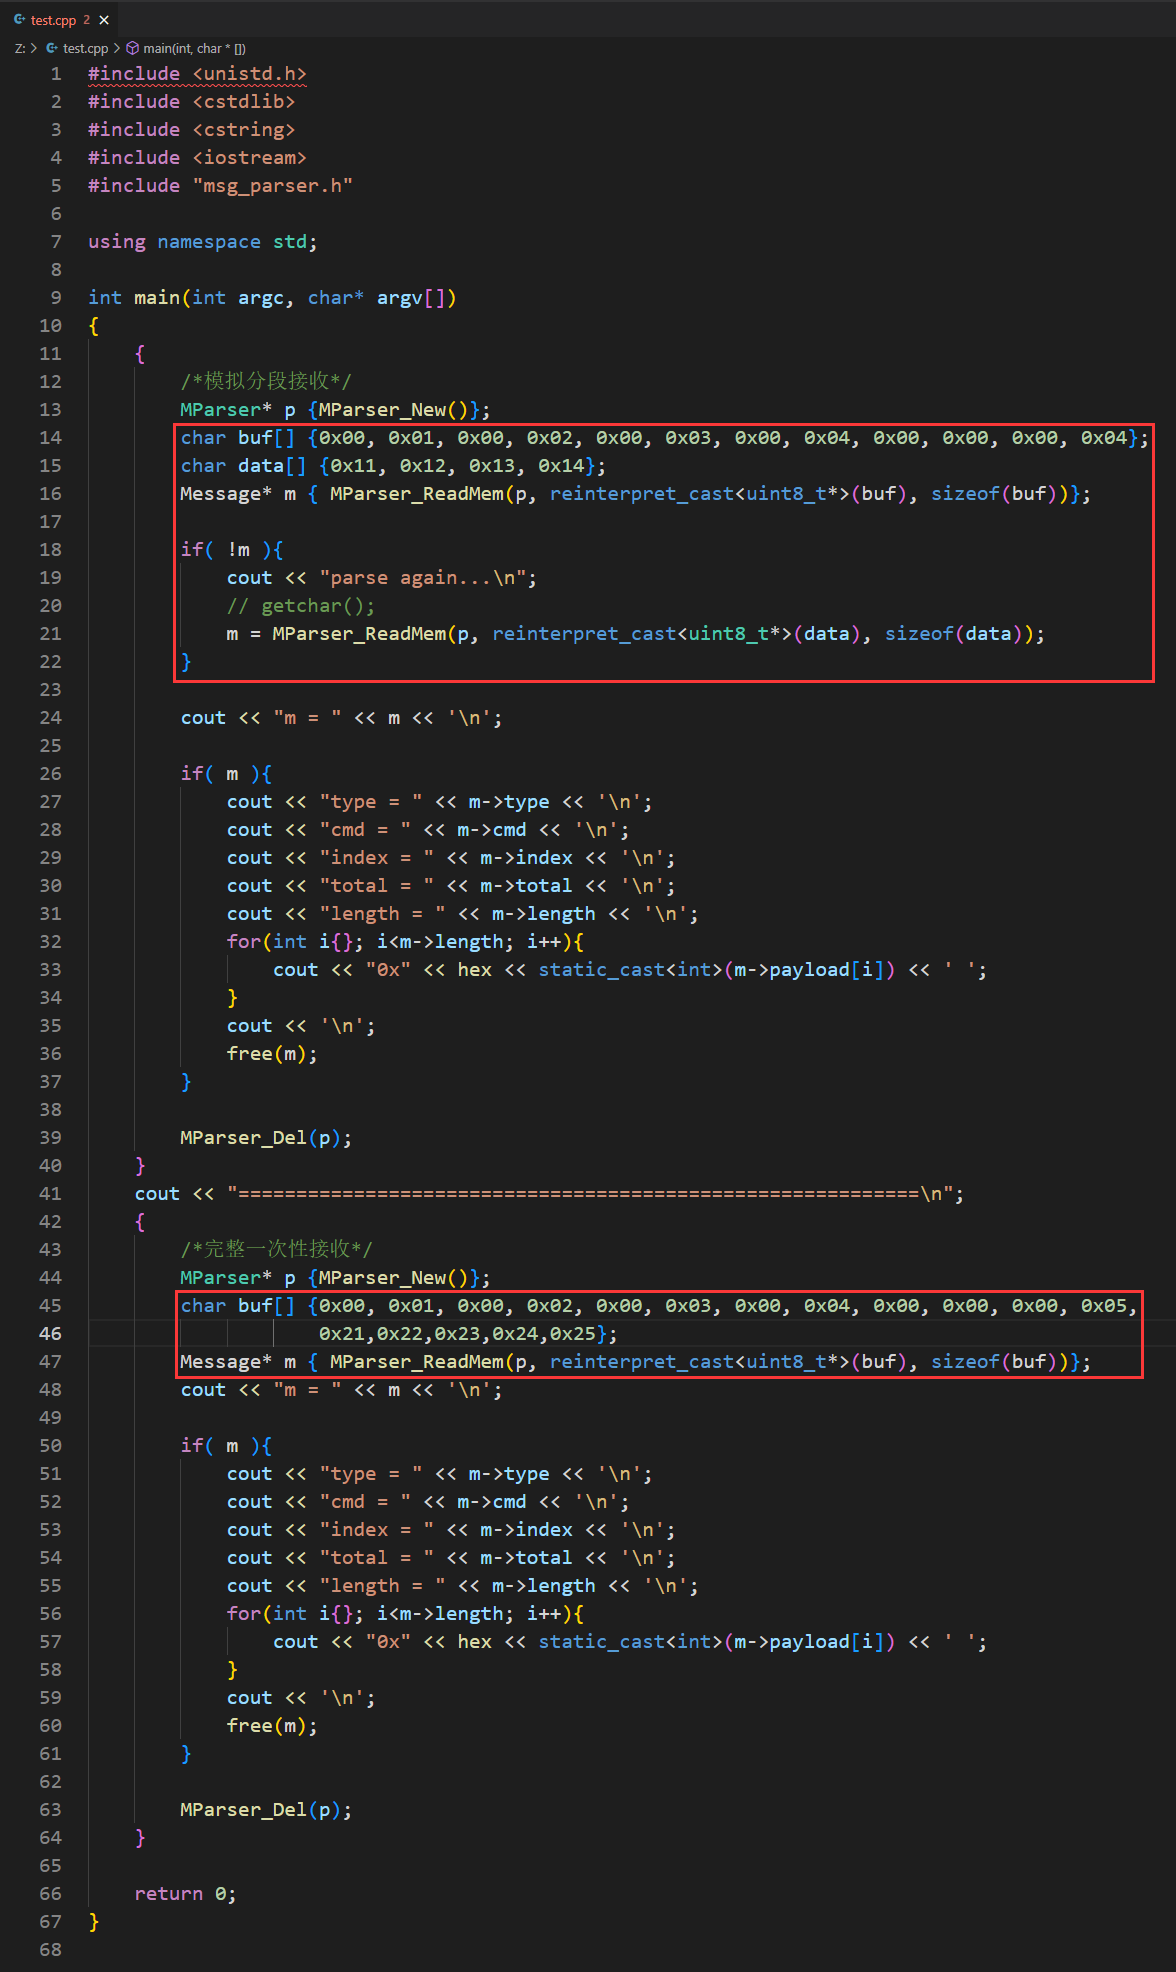 test.cpp 2 ×
Z: > test.cpp > main(int, char * [])
1 #include <unistd.h>
2 #include <cstdlib>
3 #include <cstring>
4 #include <iostream>
5 #include "msg_parser.h"
6
7 using namespace std;
8
9 int main(int argc, char* argv[])
10 {
11     {
12         /*模拟分段接收*/
13         MParser* p {MParser_New()};
14         char buf[] {0x00, 0x01, 0x00, 0x02, 0x00, 0x03, 0x00, 0x04, 0x00, 0x00, 0x00, 0x04};
15         char data[] {0x11, 0x12, 0x13, 0x14};
16         Message* m { MParser_ReadMem(p, reinterpret_cast<uint8_t*>(buf), sizeof(buf))};
17
18         if( !m ){
19             cout << "parse again...\n";
20             // getchar();
21             m = MParser_ReadMem(p, reinterpret_cast<uint8_t*>(data), sizeof(data));
22         }
23
24         cout << "m = " << m << '\n';
25
26         if( m ){
27             cout << "type = " << m->type << '\n';
28             cout << "cmd = " << m->cmd << '\n';
29             cout << "index = " << m->index << '\n';
30             cout << "total = " << m->total << '\n';
31             cout << "length = " << m->length << '\n';
32             for(int i{}; i<m->length; i++){
33                 cout << "0x" << hex << static_cast<int>(m->payload[i]) << ' ';
34             }
35             cout << '\n';
36             free(m);
37         }
38
39         MParser_Del(p);
40     }
41     cout << "===========================================================\n";
42     {
43         /*完整一次性接收*/
44         MParser* p {MParser_New()};
45         char buf[] {0x00, 0x01, 0x00, 0x02, 0x00, 0x03, 0x00, 0x04, 0x00, 0x00, 0x00, 0x05,
46                     0x21,0x22,0x23,0x24,0x25};
47         Message* m { MParser_ReadMem(p, reinterpret_cast<uint8_t*>(buf), sizeof(buf))};
48         cout << "m = " << m << '\n';
49
50         if( m ){
51             cout << "type = " << m->type << '\n';
52             cout << "cmd = " << m->cmd << '\n';
53             cout << "index = " << m->index << '\n';
54             cout << "total = " << m->total << '\n';
55             cout << "length = " << m->length << '\n';
56             for(int i{}; i<m->length; i++){
57                 cout << "0x" << hex << static_cast<int>(m->payload[i]) << ' ';
58             }
59             cout << '\n';
60             free(m);
61         }
62
63         MParser_Del(p);
64     }
65
66     return 0;
67 }
68